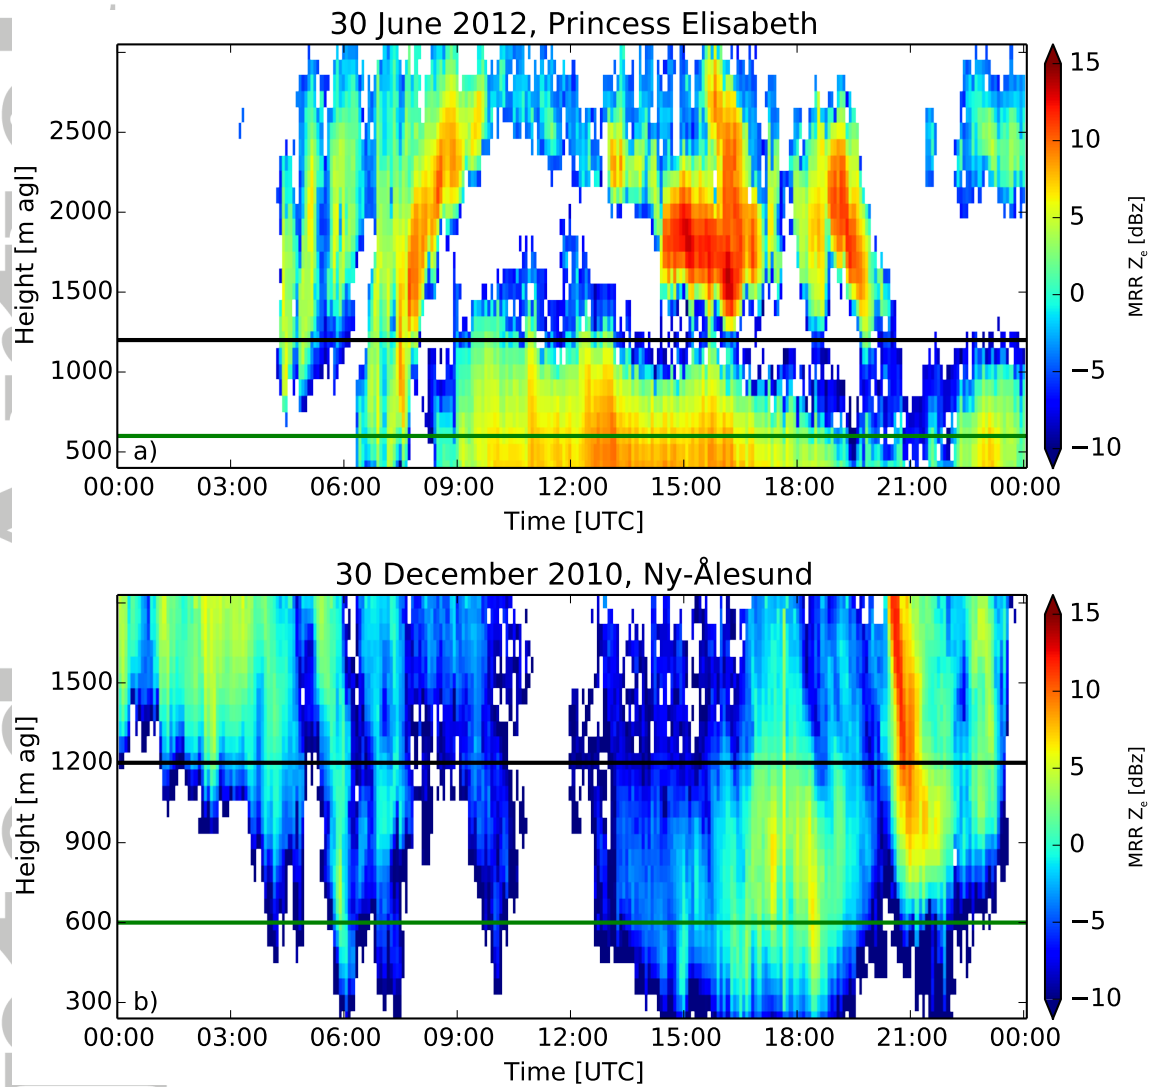 30 June 2012, Princess Elisabeth
Height [m agl]
2500
2000
1500
1000
500
a)
00:00 03:00 06:00 09:00 12:00 15:00 18:00 21:00 00:00
Time [UTC]
15
10
5
0
−5
−10
MRR Ze [dBz]
30 December 2010, Ny-Ålesund
Height [m agl]
1500
1200
900
600
300
b)
00:00 03:00 06:00 09:00 12:00 15:00 18:00 21:00 00:00
Time [UTC]
15
10
5
0
−5
−10
MRR Ze [dBz]